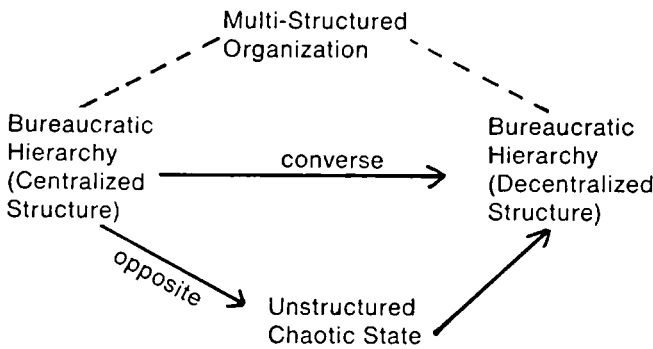 Multi-Structured
Organization
Bureaucratic
Hierarchy
(Centralized
Structure)
converse
Bureaucratic
Hierarchy
(Decentralized
Structure)
opposite
Unstructured
Chaotic State